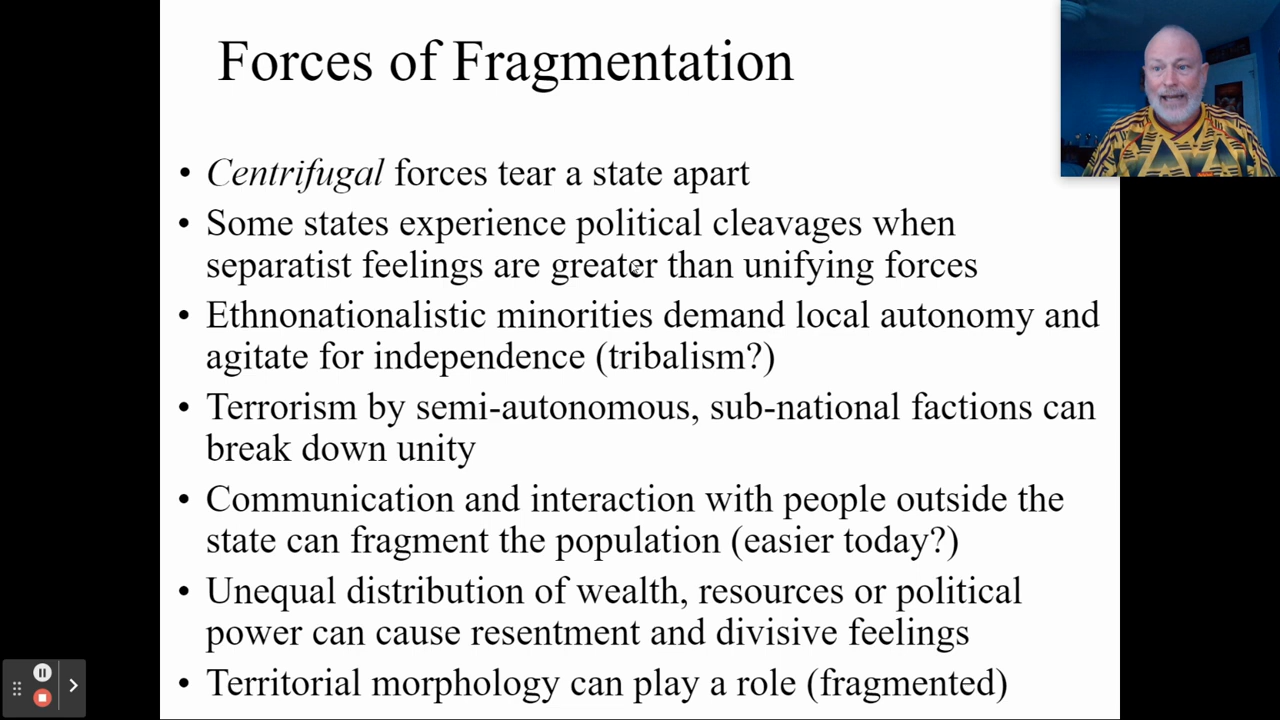 Forces of Fragmentation
• Centrifugal forces tear a state apart
• Some states experience political cleavages when
separatist feelings are greater than unifying forces
• Ethnonationalistic minorities demand local autonomy and
agitate for independence (tribalism?)
• Terrorism by semi-autonomous, sub-national factions can
break down unity
• Communication and interaction with people outside the
state can fragment the population (easier today?)
• Unequal distribution of wealth, resources or political
power can cause resentment and divisive feelings
• Territorial morphology can play a role (fragmented)